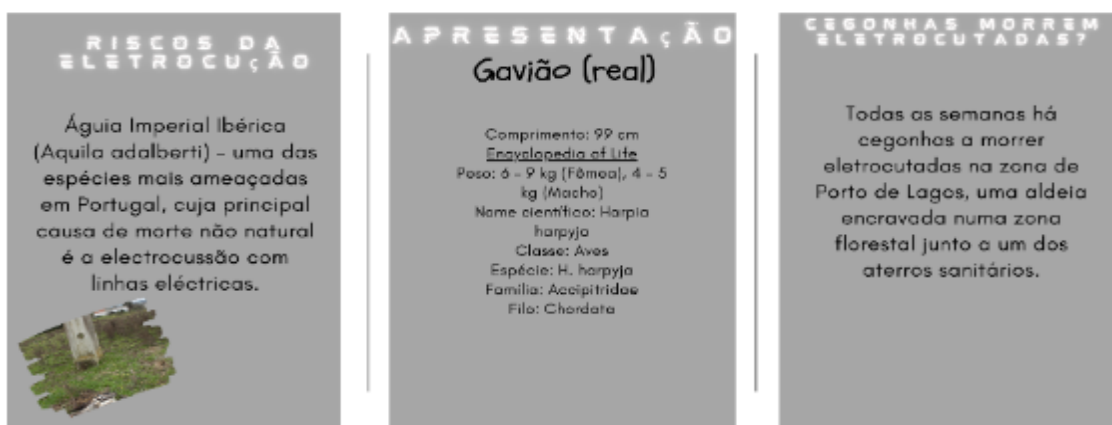 RISCOS DA
ELETROCUÇÃO
Águia Imperial Ibérica
(Aquila adalberti) - uma das
espécies mais ameaçadas
em Portugal, cuja principal
causa de morte não natural
é a electrocussão com
linhas eléctricas.
APRESENTAÇÃO
Gavião (real)
Comprimento: 99 cm
Encyclopedia of Life
Peso: 6 - 9 kg (Fêmea), 4 - 5
kg (Macho)
Nome científico: Harpia
harpyja
Classe: Aves
Espécie: H. harpyja
Família: Accipitridae
Filo: Chordata
CEGONHAS MORREM
ELETROCUTADAS?
Todas as semanas há
cegonhas a morrer
eletrocutadas na zona de
Porto de Lagos, uma aldeia
encravada numa zona
florestal junto a um dos
aterros sanitários.